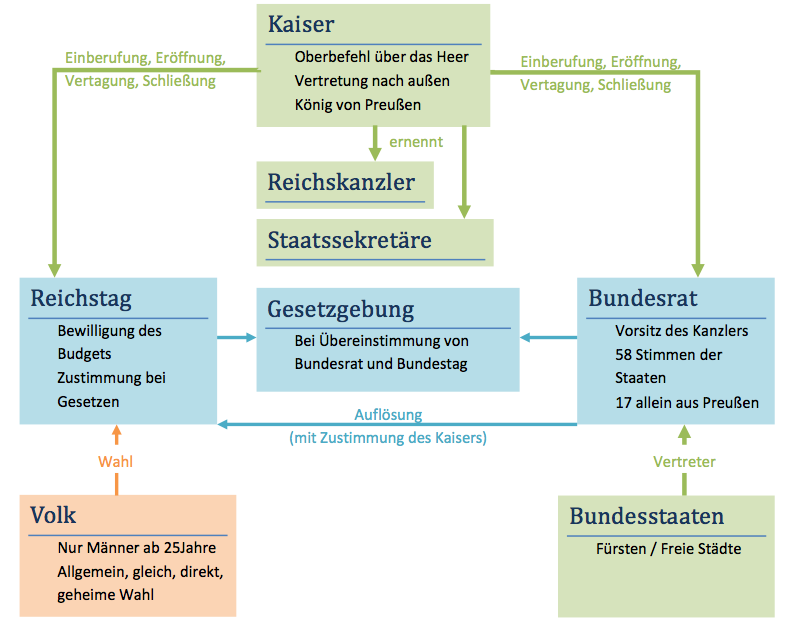 Kaiser
Oberbefehl über das Heer
Vertretung nach außen
König von Preußen
Einberufung, Eröffnung,
Vertagung, Schließung
Einberufung, Eröffnung,
Vertagung, Schließung
ernennt
Reichskanzler
Staatssekretäre
Reichstag
Bewilligung des
Budgets
Zustimmung bei
Gesetzen
Gesetzgebung
Bei Übereinstimmung von
Bundesrat und Bundestag
Bundesrat
Vorsitz des Kanzlers
58 Stimmen der
Staaten
17 allein aus Preußen
Auflösung
(mit Zustimmung des Kaisers)
Wahl
Vertreter
Volk
Nur Männer ab 25Jahre
Allgemein, gleich, direkt,
geheime Wahl
Bundesstaaten
Fürsten / Freie Städte